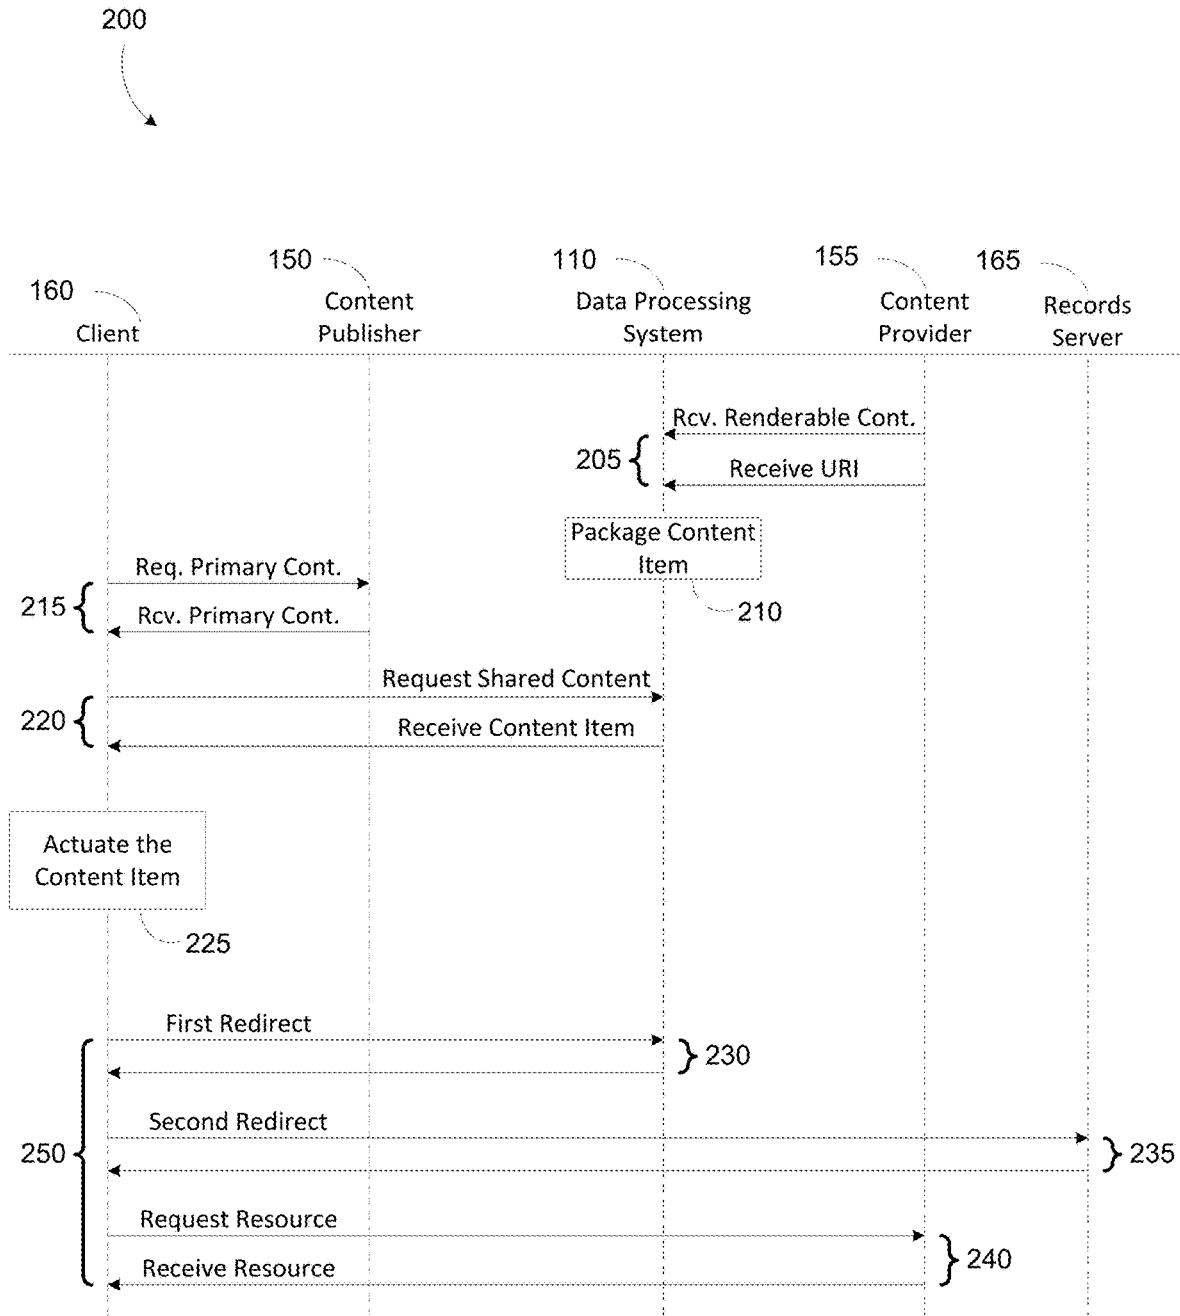 200
150
110
155
165
160
Content
Publisher
Data Processing
System
Content
Provider
Records
Server
Client
Rcv. Renderable Cont.
205
Receive URI
Package Content
Item
210
Req. Primary Cont.
215
Rcv. Primary Cont.
Request Shared Content
220
Receive Content Item
Actuate the
Content Item
225
First Redirect
230
Second Redirect
250
235
Request Resource
240
Receive Resource